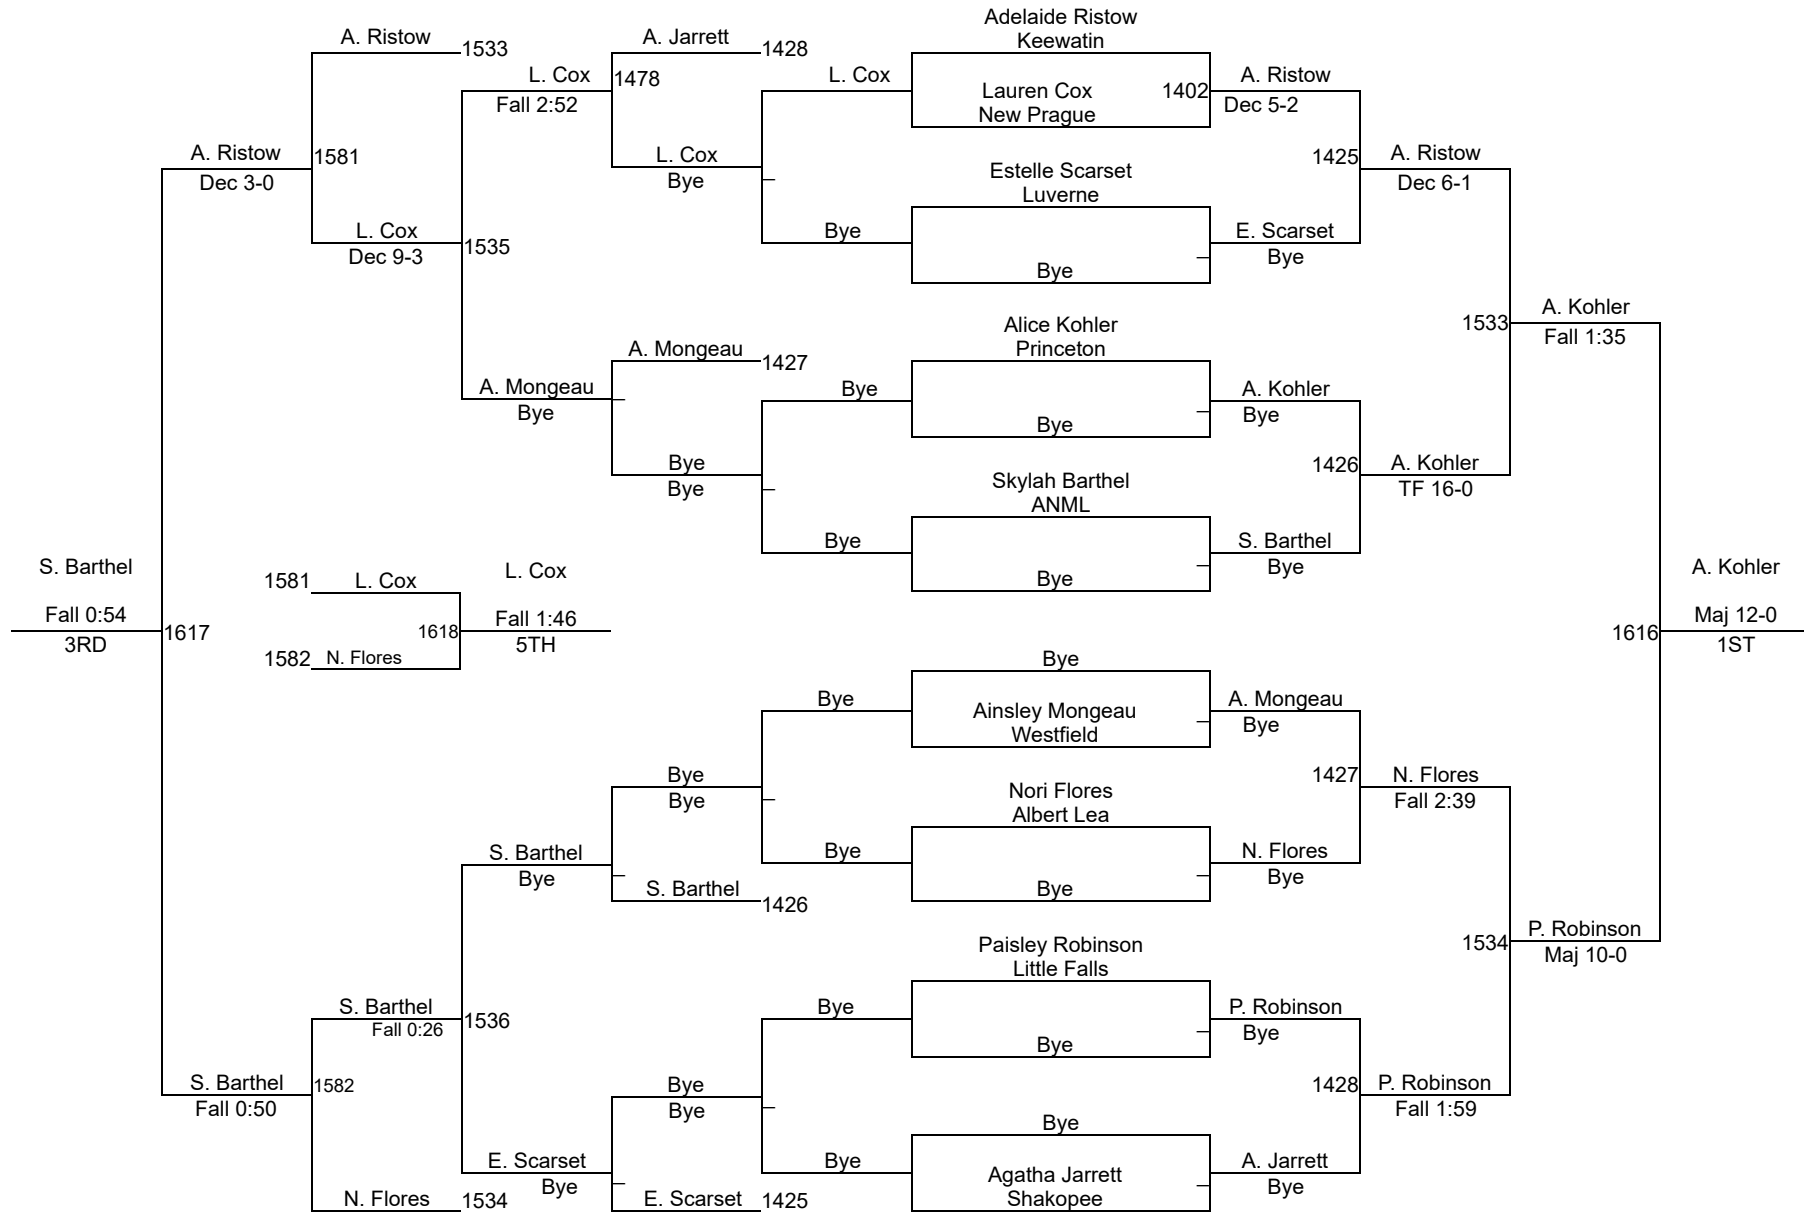 Adelaide Ristow
Keewatin
A. Ristow
1533
A. Jarrett
1428
L. Cox
1478
Fall 2:52
L. Cox
Lauren Cox
New Prague
1402
A. Ristow
Dec 5-2
A. Ristow
Dec 3-0
1581
L. Cox
Bye
Estelle Scarset
Luverne
1425
A. Ristow
Dec 6-1
L. Cox
Dec 9-3
1535
Bye
Bye
E. Scarset
Bye
Alice Kohler
Princeton
1533
A. Kohler
Fall 1:35
A. Mongeau
1427
A. Mongeau
Bye
Bye
Bye
A. Kohler
Bye
Bye
Bye
Skylah Barthel
ANML
1426
A. Kohler
TF 16-0
Bye
Bye
S. Barthel
Bye
S. Barthel
Fall 0:54
3RD
1617
1581
L. Cox
1582
N. Flores
1618
L. Cox
Fall 1:46
5TH
A. Kohler
Maj 12-0
1ST
1616
Bye
Bye
Ainsley Mongeau
Westfield
A. Mongeau
Bye
Bye
Bye
Nori Flores
Albert Lea
1427
N. Flores
Fall 2:39
S. Barthel
Bye
S. Barthel
1426
Bye
Bye
N. Flores
Bye
Paisley Robinson
Little Falls
1534
P. Robinson
Maj 10-0
S. Barthel
Fall 0:26
1536
Bye
Bye
P. Robinson
Bye
S. Barthel
Fall 0:50
1582
Bye
Bye
Bye
1428
P. Robinson
Fall 1:59
E. Scarset
Bye
Bye
Agatha Jarrett
Shakopee
A. Jarrett
Bye
N. Flores
1534
E. Scarset
1425